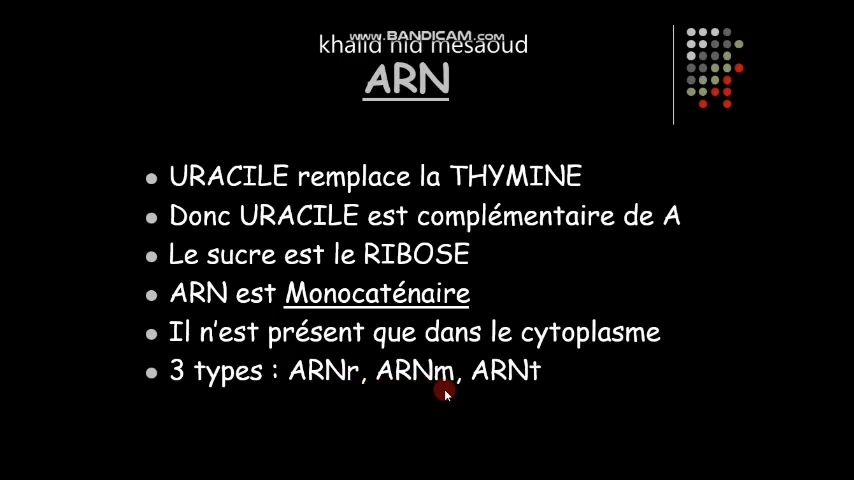 www.BANDICAM.com
khalid nid mesaoud
ARN
URACILE remplace la THYMINE
Donc URACILE est complémentaire de A
Le sucre est le RIBOSE
ARN est Monocaténaire
Il n'est présent que dans le cytoplasme
3 types : ARNr, ARNm, ARNt